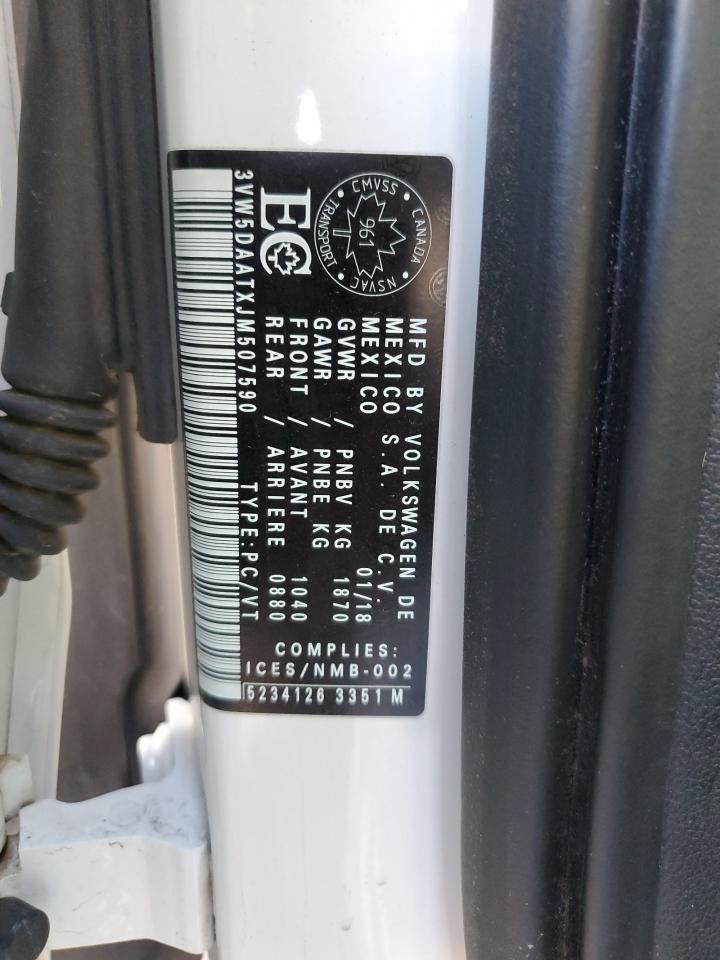 CMVSS
CANADA
NSVAC
TRANSPORT
961
EC
MFD BY VOLKSWAGEN DE
MEXICO S.A. DE C.V.
MEXICO 01/18
GVWR / PNBV KG 1870
GAWR / PNBE KG
FRONT / AVANT 1040
REAR / ARRIERE 0880
3VW5DAATXJM507590 TYPE:PC/VT
COMPLIES:
ICES/NMB-002
5234126 3351 M